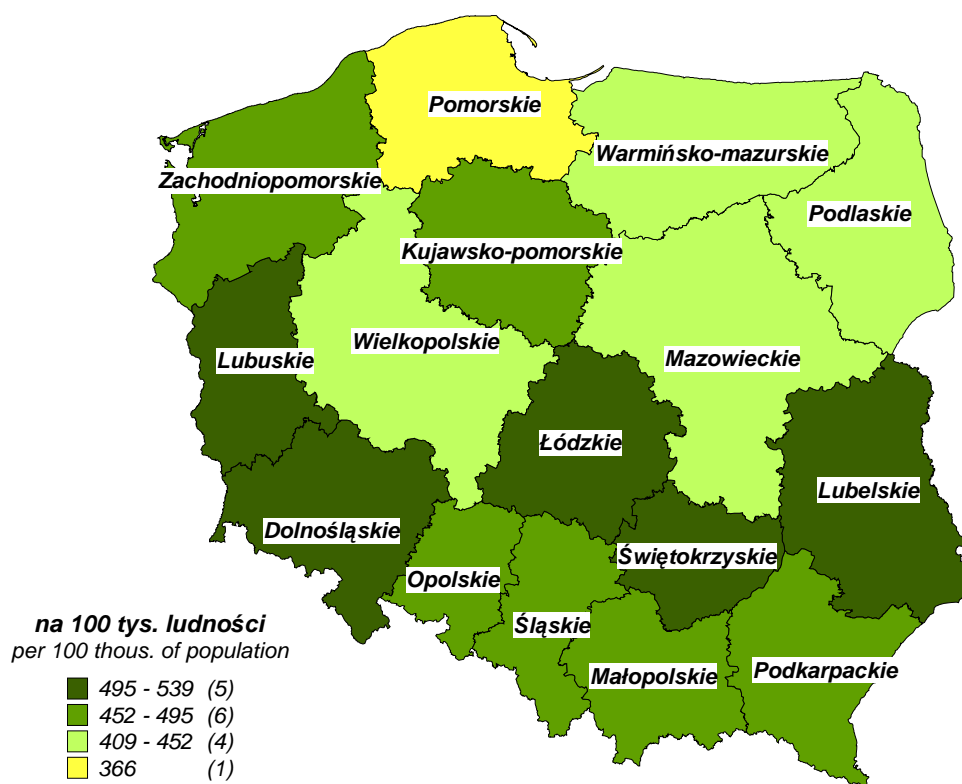 Pomorskie
Warmińsko-mazurskie
Zachodniopomorskie
Podlaskie
Kujawsko-pomorskie
Wielkopolskie
Lubuskie
Mazowieckie
Łódzkie
Lubelskie
Dolnośląskie
Świętokrzyskie
Opolskie
Śląskie
Małopolskie
Podkarpackie
na 100 tys. ludności
per 100 thous. of population
495 - 539 (5)
452 - 495 (6)
409 - 452 (4)
366 (1)